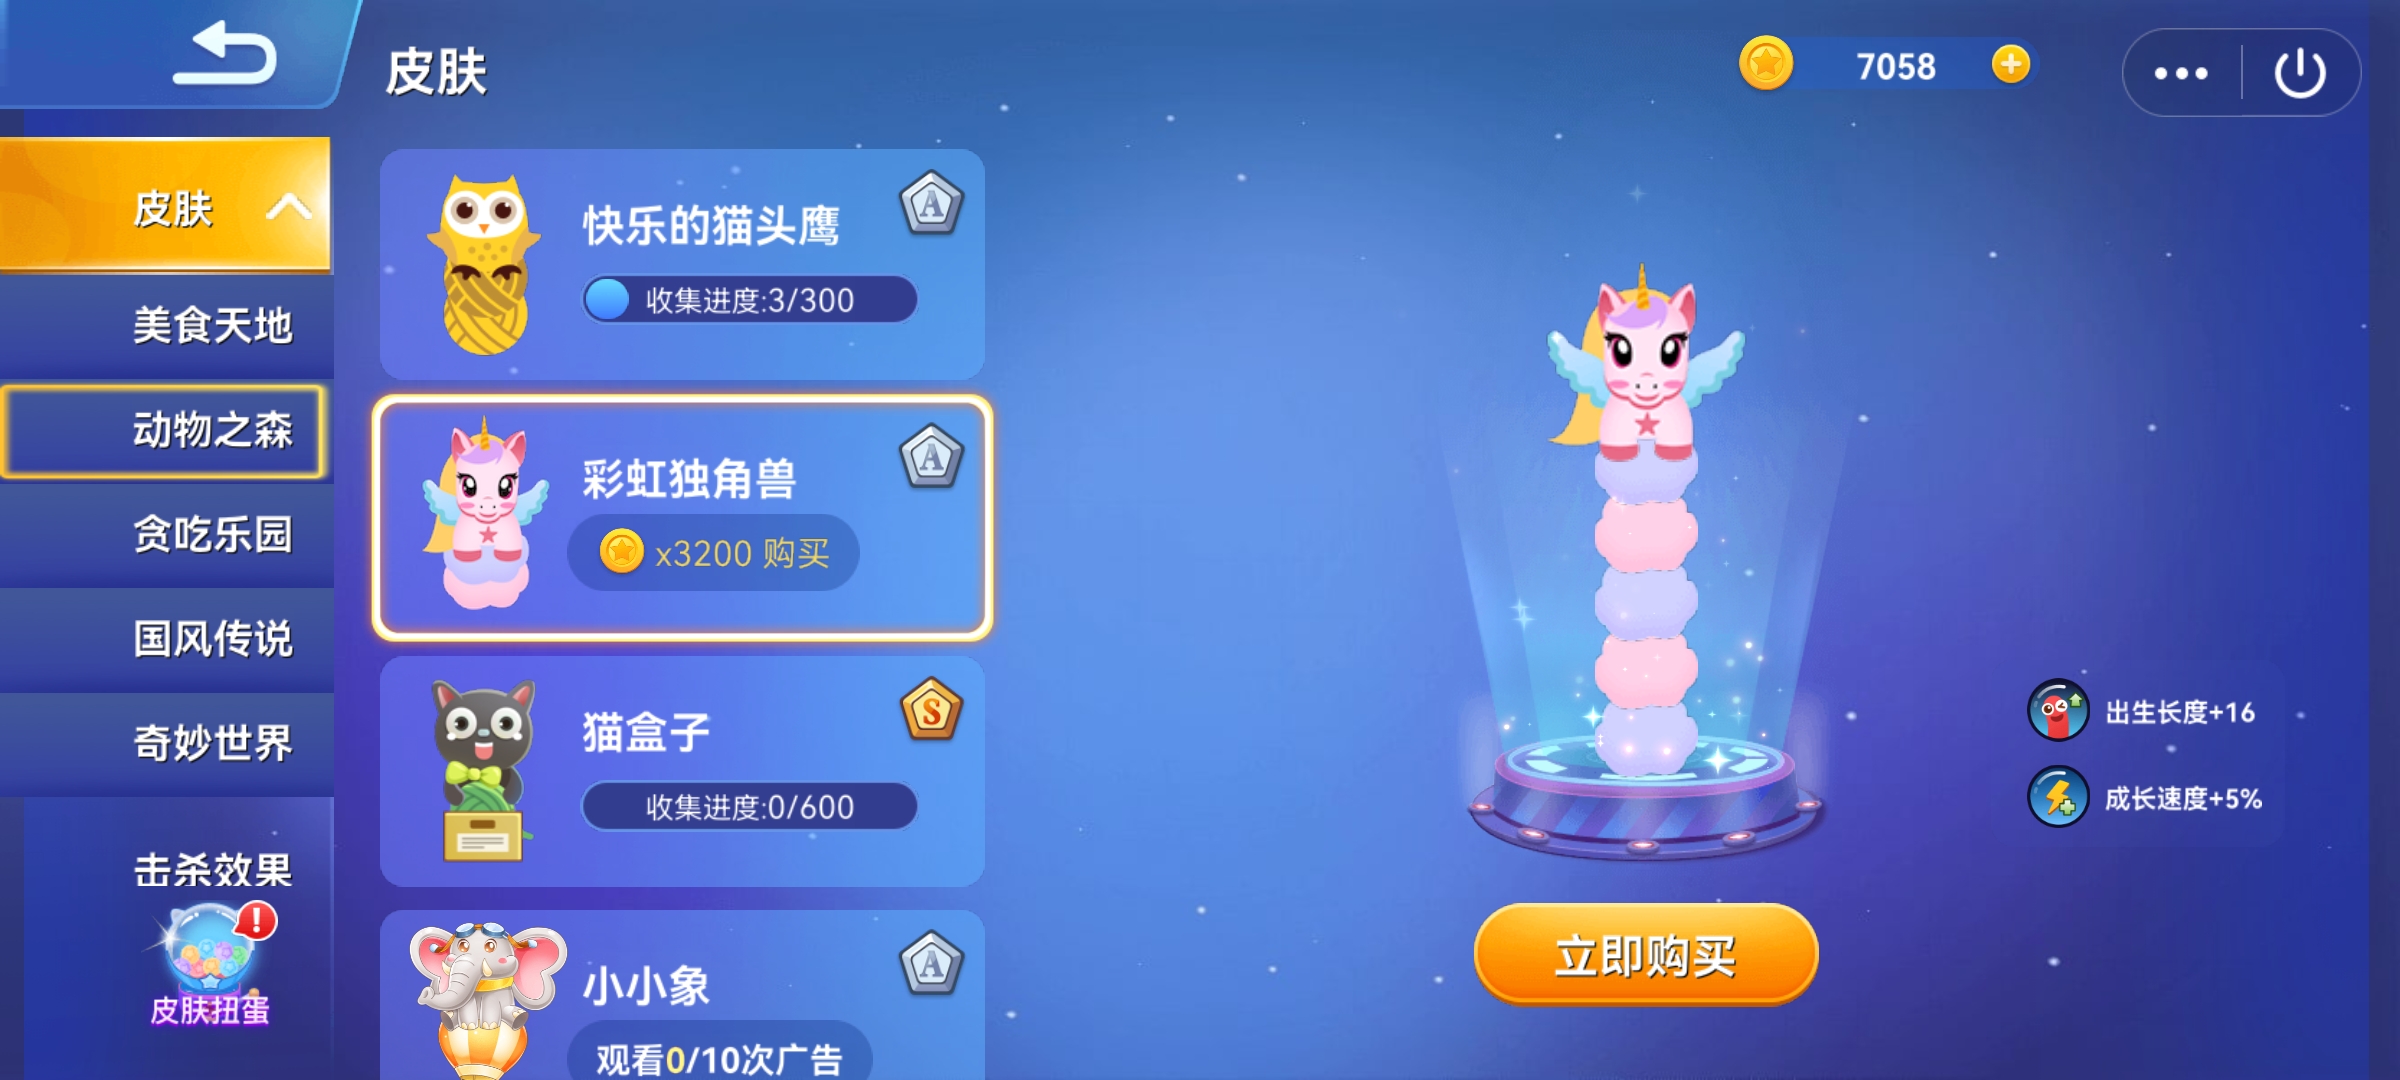 皮肤
7058
皮肤
美食天地
动物之森
贪吃乐园
国风传说
奇妙世界
击杀效果
皮肤扭蛋
快乐的猫头鹰
A
收集进度:3/300
彩虹独角兽
A
x3200 购买
猫盒子
S
收集进度:0/600
小小象
A
观看0/10次广告
出生长度+16
成长速度+5%
立即购买